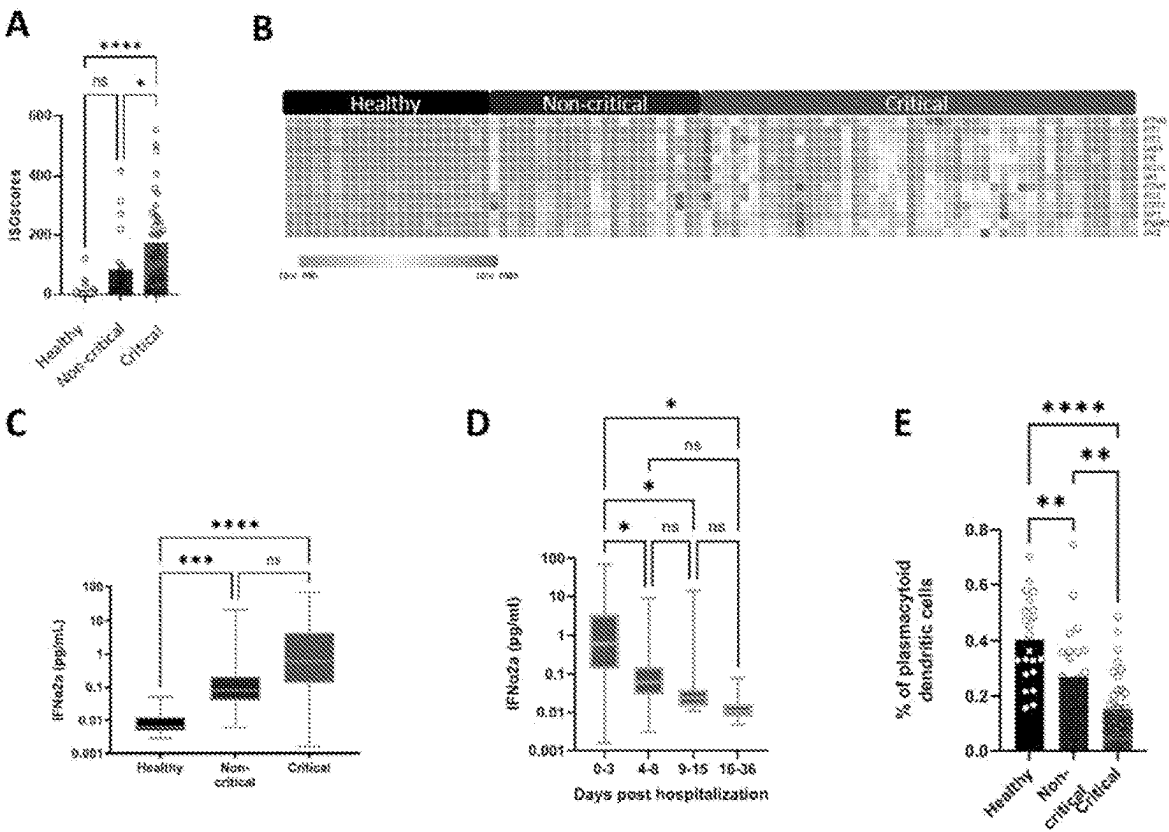 A
B
****
ns
*
Healthy
Non-critical
Critical
600
400
200
0
ISGscores
Healthy
Non-critical
Critical
C
D
E
****
***
ns
100
10
1
0.1
0.01
0.001
IFNα2a (pg/mL)
Healthy
Non-
critical
Critical
*
ns
*
*
ns
ns
100
10
1
0.1
0.01
0.001
IFNα2a (pg/ml)
0-3
4-8
9-15
Days post hospitalization
****
**
**
0.8
0.6
0.4
0.2
0.0
% of plasmacytoid
dendritic cells
Healthy
Non-
critical
Critical